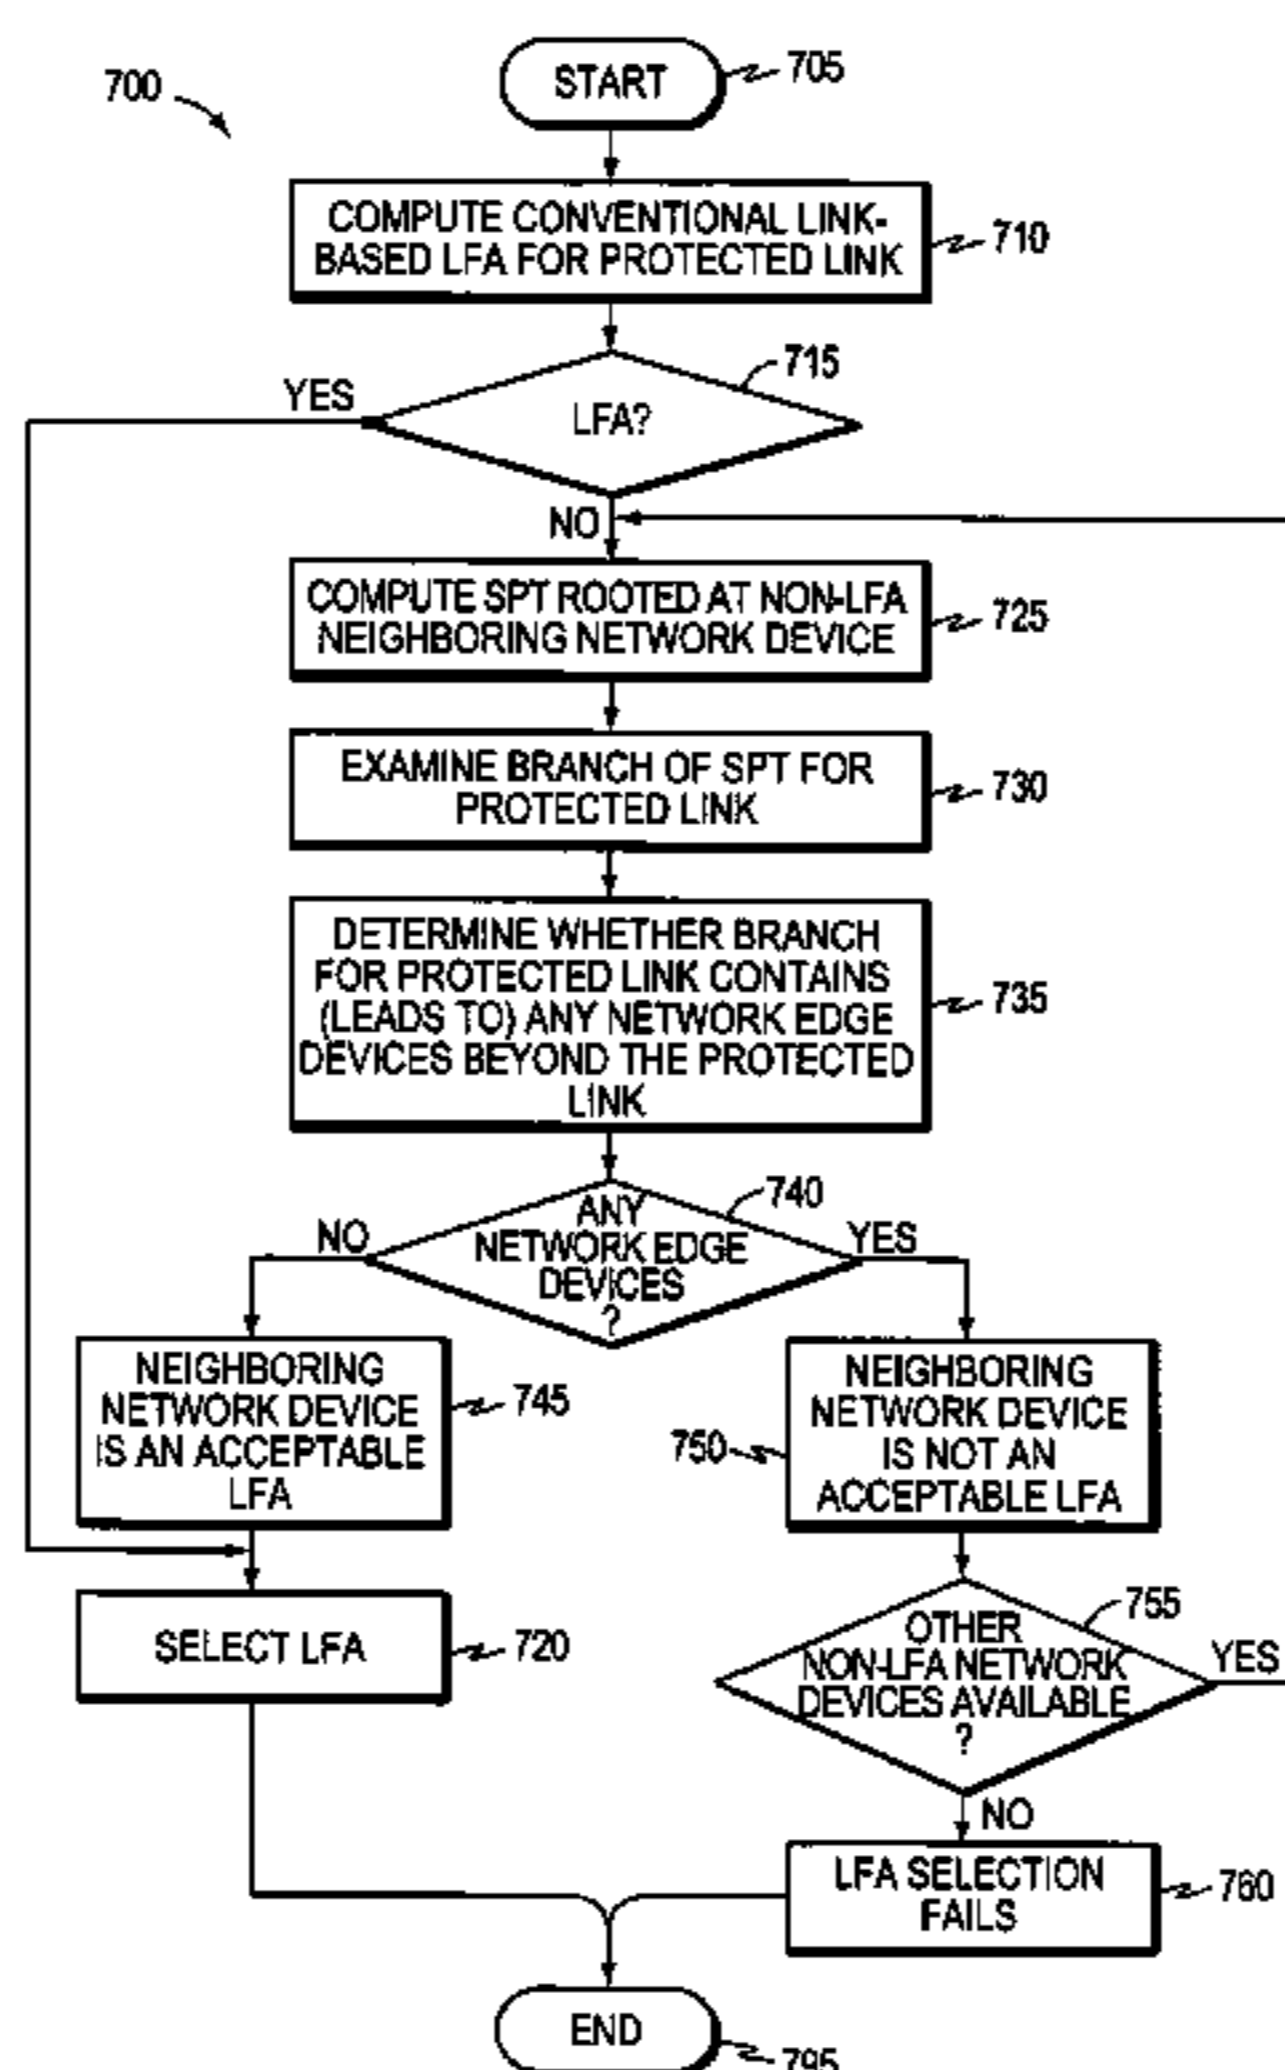 700
START
705
COMPUTE CONVENTIONAL LINK-
BASED LFA FOR PROTECTED LINK
710
LFA?
715
YES
NO
COMPUTE SPT ROOTED AT NON-LFA
NEIGHBORING NETWORK DEVICE
725
EXAMINE BRANCH OF SPT FOR
PROTECTED LINK
730
DETERMINE WHETHER BRANCH
FOR PROTECTED LINK CONTAINS
(LEADS TO) ANY NETWORK EDGE
DEVICES BEYOND THE PROTECTED
LINK
735
ANY
NETWORK EDGE
DEVICES
?
740
NO
YES
NEIGHBORING
NETWORK DEVICE
IS AN ACCEPTABLE
LFA
745
NEIGHBORING
NETWORK DEVICE
IS NOT AN
ACCEPTABLE LFA
750
SELECT LFA
720
OTHER
NON-LFA NETWORK
DEVICES AVAILABLE
?
755
YES
NO
LFA SELECTION
FAILS
760
END
795